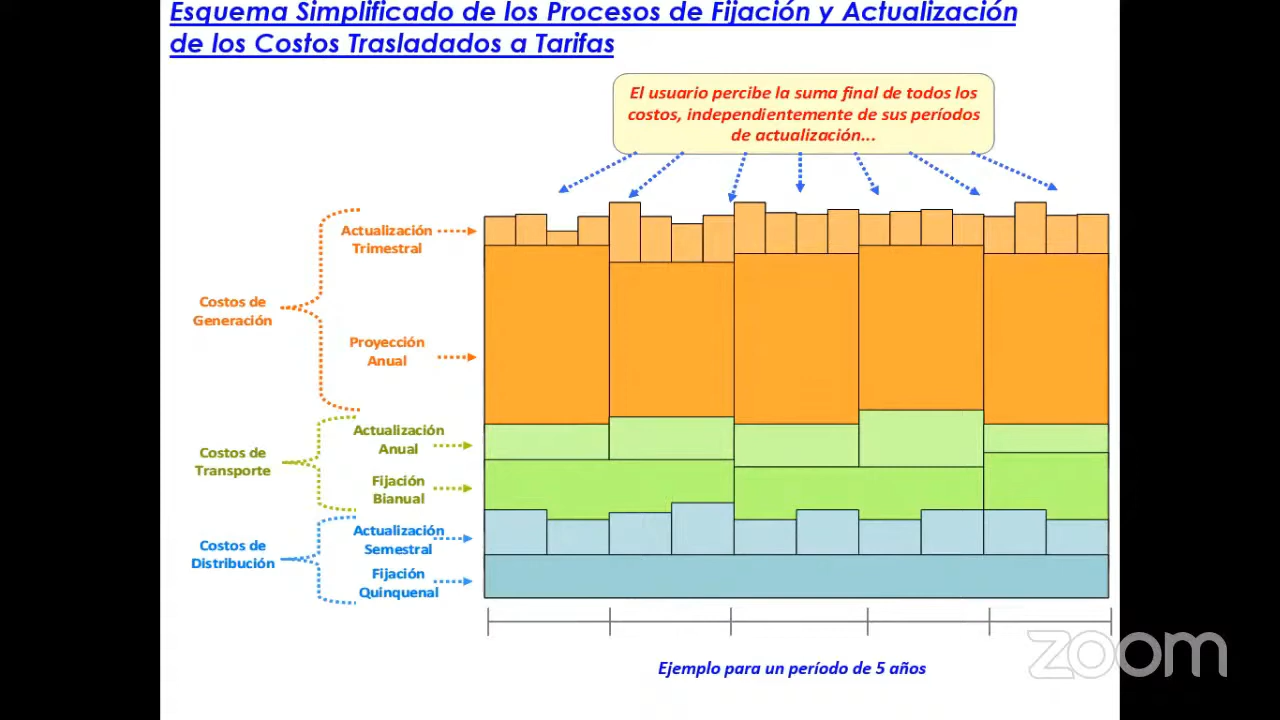 Esquema Simplificado de los Procesos de Fijación y Actualización
de los Costos Trasladados a Tarifas
El usuario percibe la suma final de todos los
costos, independientemente de sus períodos
de actualización...
Actualización
Trimestral
Costos de
Generación
Proyección
Anual
Actualización
Anual
Costos de
Transporte
Fijación
Bianual
Actualización
Semestral
Costos de
Distribución
Fijación
Quinquenal
Ejemplo para un período de 5 años
zoom